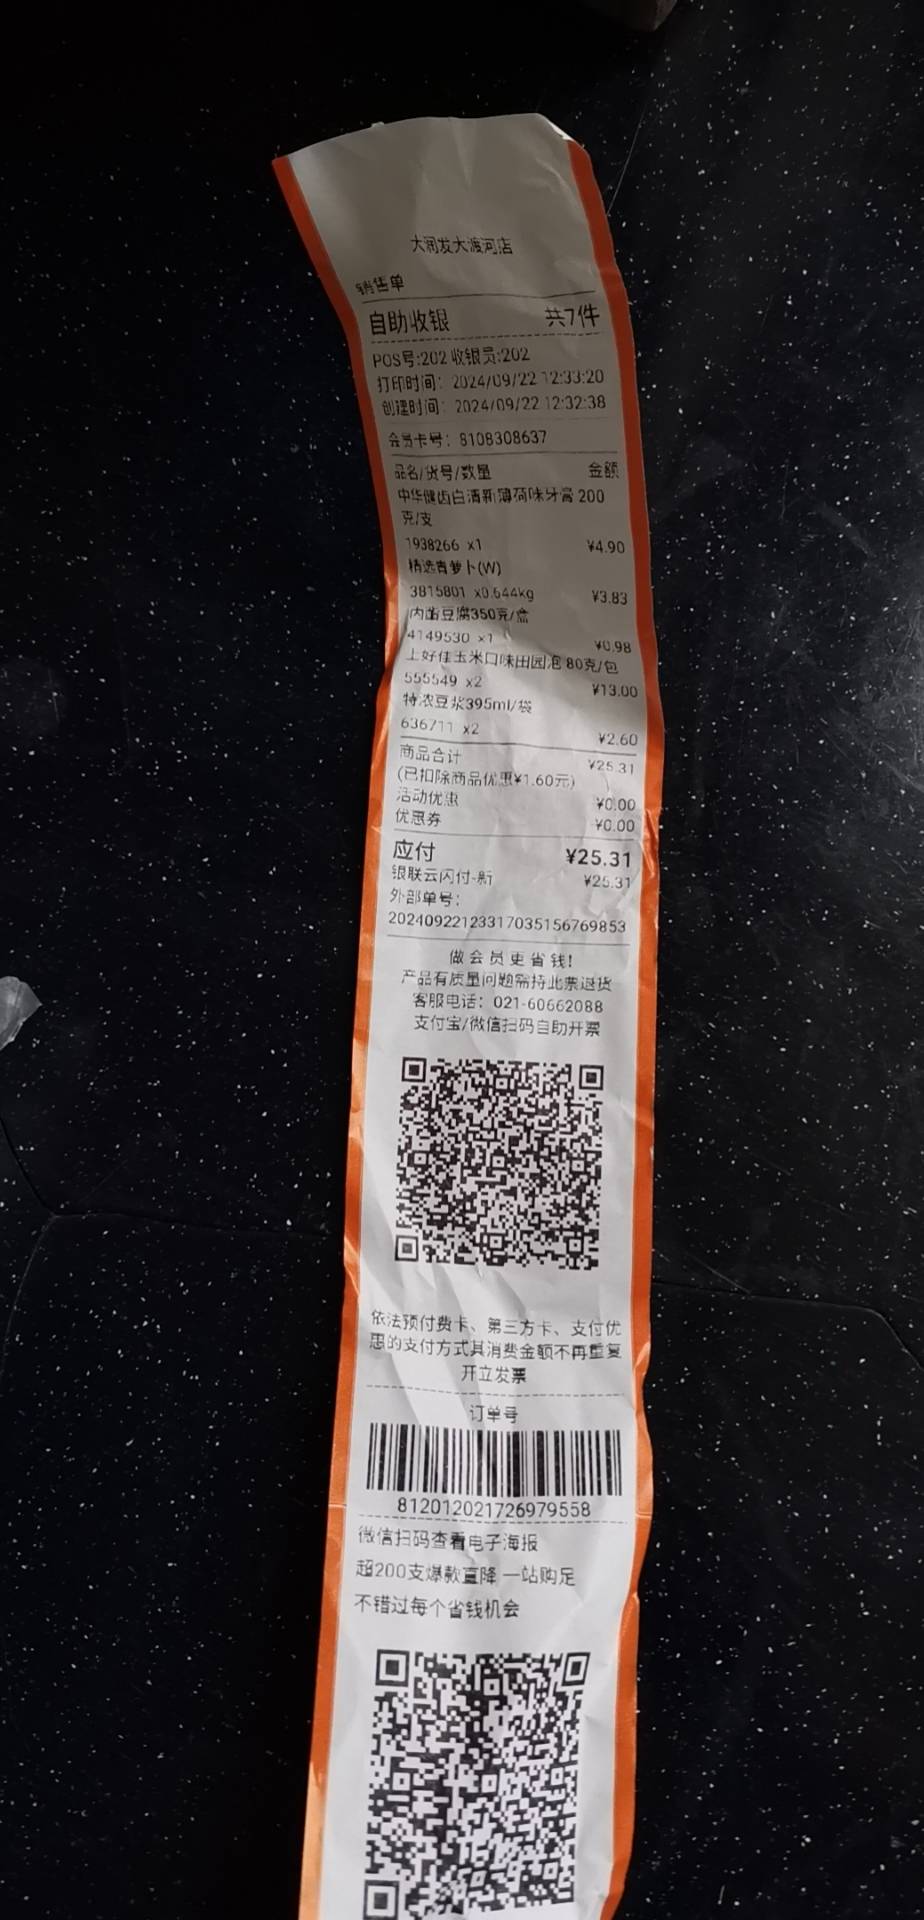 大润发大渡河店
销售单
自助收银 共7件
POS号:202 收银员:202
打印时间: 2024/09/22 12:33:20
创建时间: 2024/09/22 12:32:38
会员卡号: 8108308637
品名/货号/数量 金额
中华健齿白清新薄荷味牙膏 200
克/支
1938266 x1 ¥4.90
精选青萝卜(W)
3815801 x0.644kg ¥3.83
内酯豆腐350克/盒
4149530 x1 ¥0.98
上好佳玉米口味田园泡 80克/包
555549 x2 ¥13.00
特浓豆浆395ml/袋
636711 x2 ¥2.60
商品合计 ¥25.31
(已扣除商品优惠¥1.60元)
活动优惠 ¥0.00
优惠券 ¥0.00
应付 ¥25.31
银联云闪付-新 ¥25.31
外部单号:
20240922123317035156769853
做会员更省钱!
产品有质量问题需持此票退货
客服电话: 021-60662088
支付宝/微信扫码自助开票
依法预付费卡、第三方卡、支付优
惠的支付方式其消费金额不再重复
开立发票
订单号
812012021726979558
微信扫码查看电子海报
超200支爆款直降 一站购足
不错过每个省钱机会